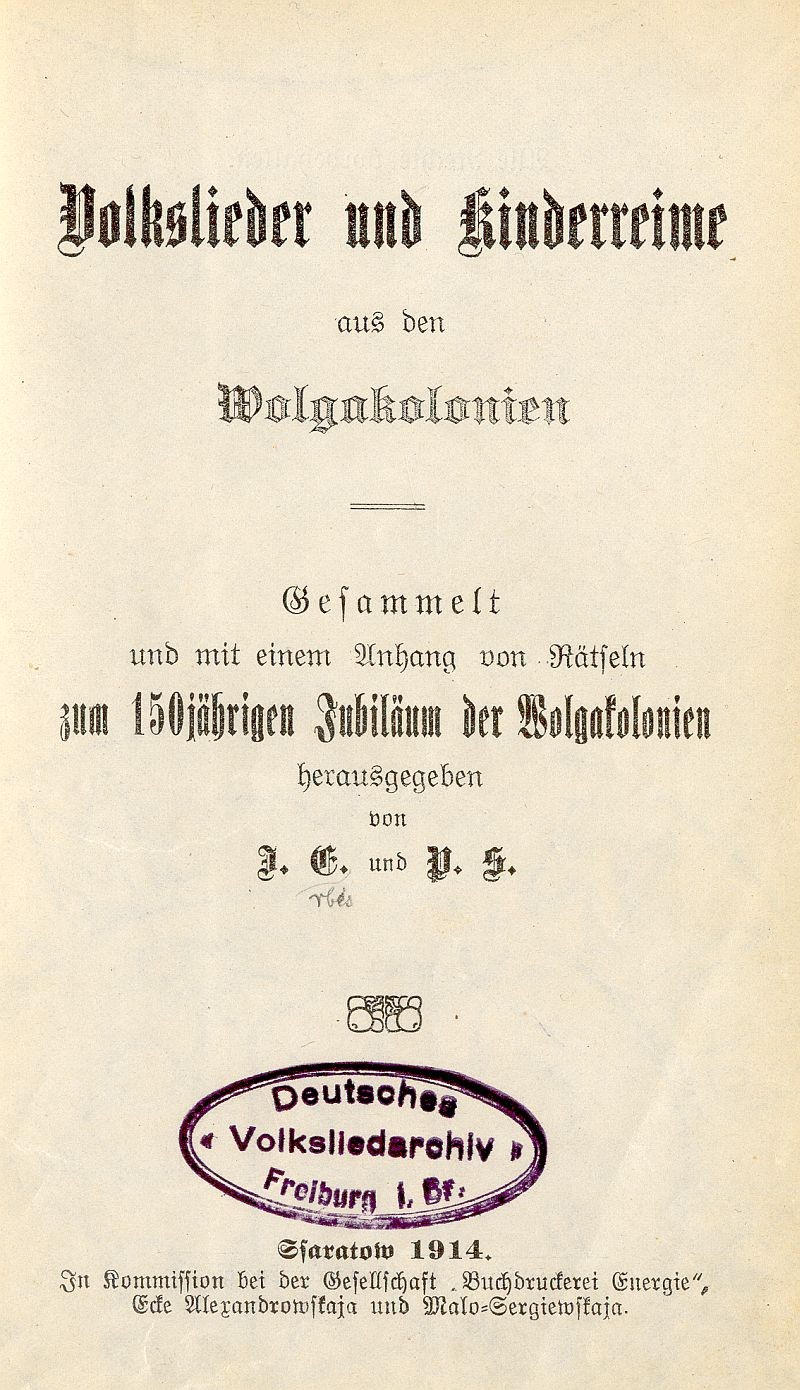 Volkslieder und Kinderreime
aus den
Wolgakolonien
Gesammelt
und mit einem Anhang von Rätseln
zum 150jährigen Jubiläum der Wolgakolonien
herausgegeben
von
J. E. und P. S.
rbes
Deutsches
Volksliedarchiv
Freiburg i. Br.
Ssaratow 1914.
In Kommission bei der Gesellschaft „Buchdruckerei Energie“,
Ecke Alexandrowskaja und Malo-Sergiewskaja.